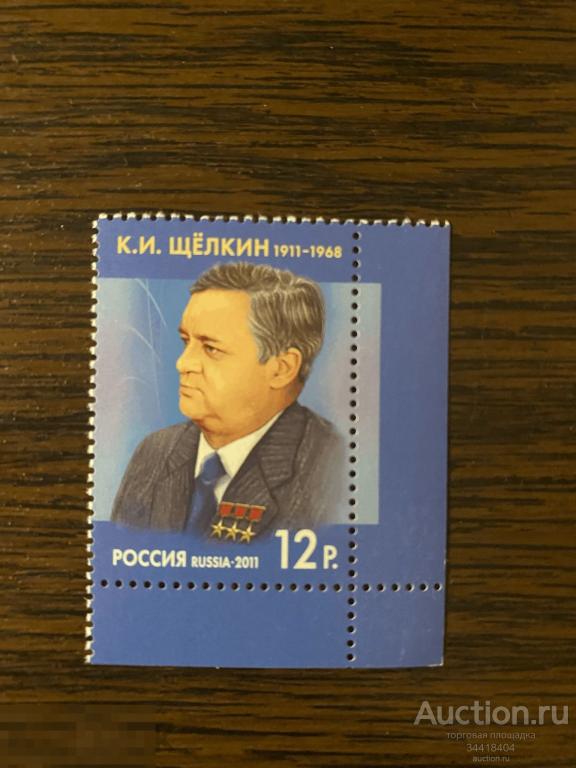 К.И. ЩЁЛКИН 1911-1968
РОССИЯ RUSSIA·2011 12 Р.
Auction.ru
торговая площадка
34418404
auction.ru